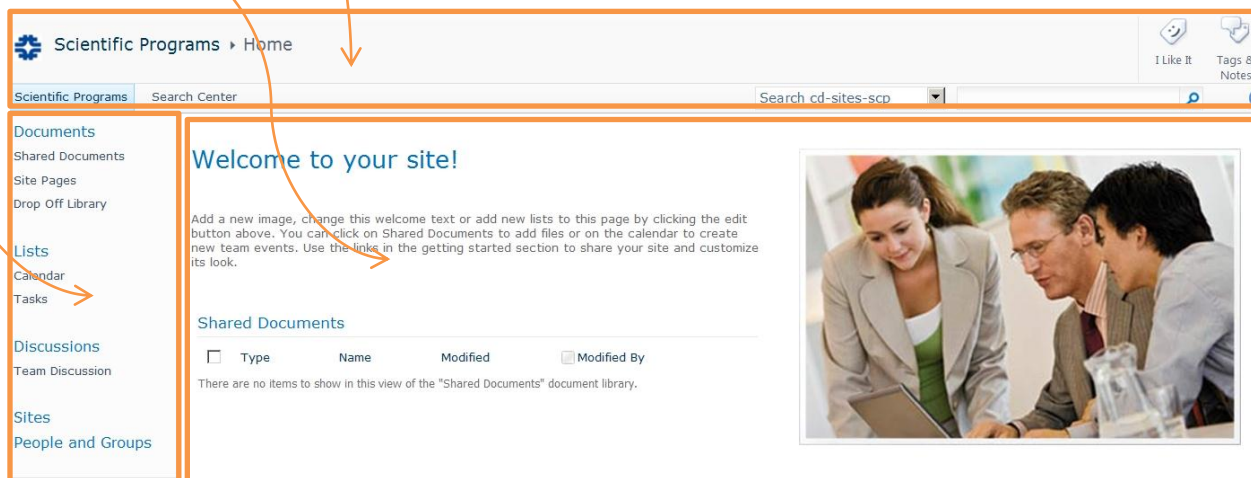 Scientific Programs ▸ Home
I Like It
Tags &
Notes
Scientific Programs Search Center
Search cd-sites-scp
Documents
Shared Documents
Site Pages
Drop Off Library
Lists
Calendar
Tasks
Discussions
Team Discussion
Sites
People and Groups
Welcome to your site!
Add a new image, change this welcome text or add new lists to this page by clicking the edit
button above. You can click on Shared Documents to add files or on the calendar to create
new team events. Use the links in the getting started section to share your site and customize
its look.
Shared Documents
Type Name Modified Modified By
There are no items to show in this view of the "Shared Documents" document library.